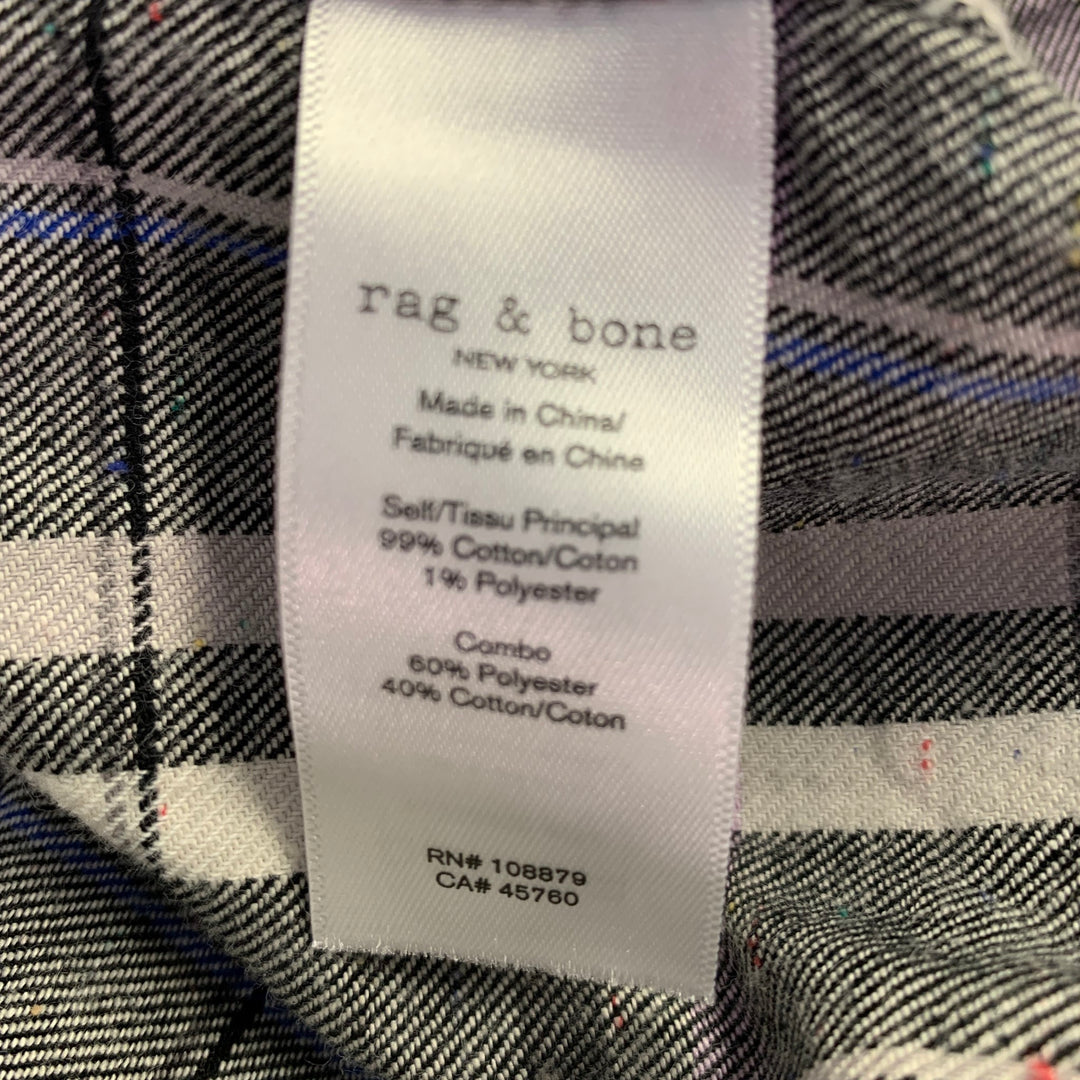 rag & bone
NEW YORK
Made in China/
Fabriqué en Chine
Self/Tissu Principal
99% Cotton/Coton
1% Polyester
Combo
60% Polyester
40% Cotton/Coton
RN# 108879
CA# 45760